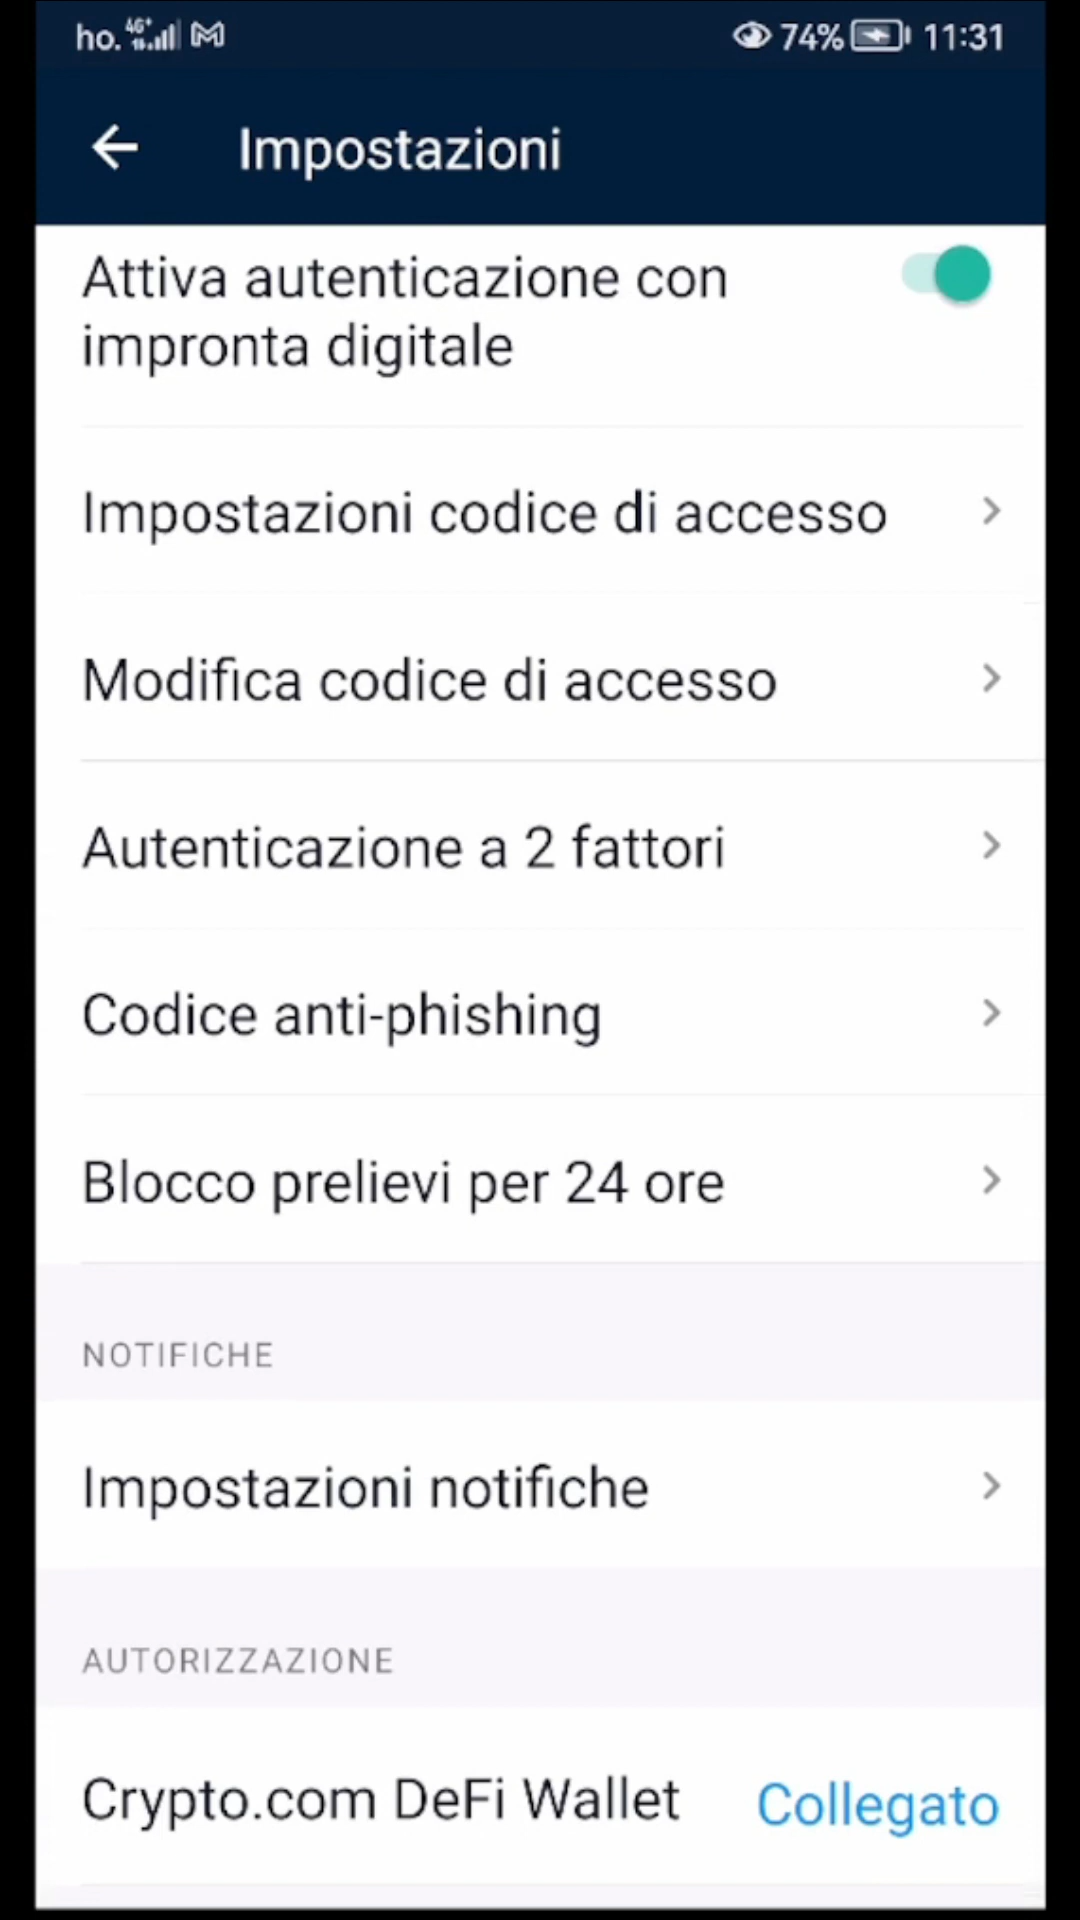 ho. 4G+ 74% 11:31
Impostazioni
Attiva autenticazione con
impronta digitale
Impostazioni codice di accesso
Modifica codice di accesso
Autenticazione a 2 fattori
Codice anti-phishing
Blocco prelievi per 24 ore
NOTIFICHE
Impostazioni notifiche
AUTORIZZAZIONE
Crypto.com DeFi Wallet Collegato